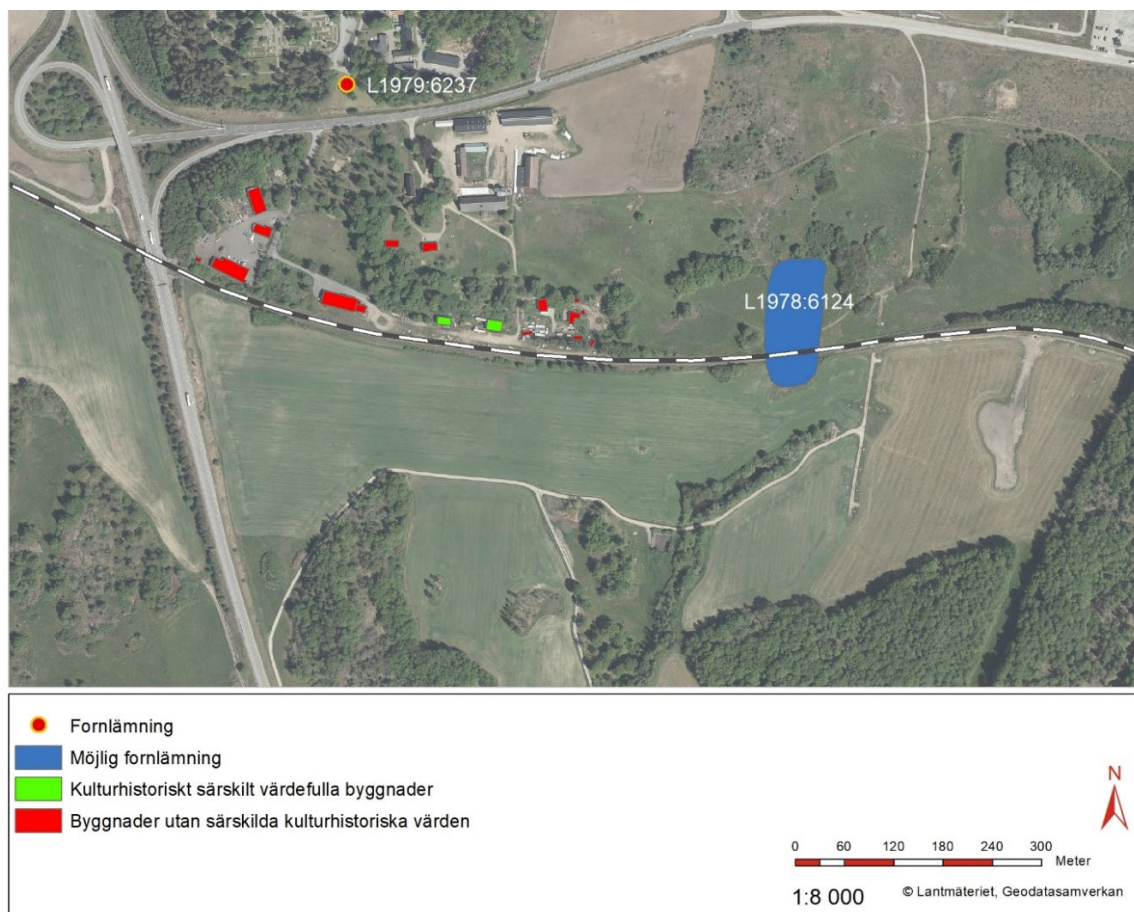 L1979:6237
L1978:6124
Fornlämning
Möjlig fornlämning
Kulturhistoriskt särskilt värdefulla byggnader
Byggnader utan särskilda kulturhistoriska värden
N
0 60 120 180 240 300
Meter
1:8 000
© Lantmäteriet, Geodatasamverkan